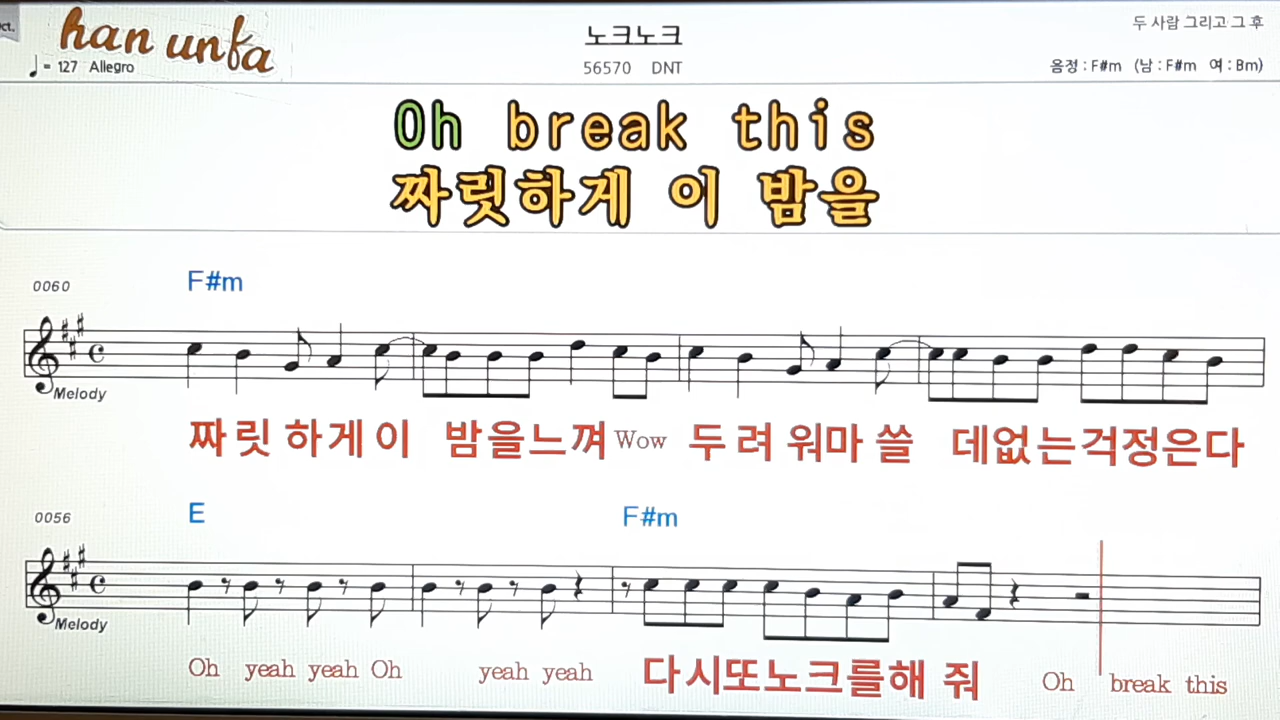 ct.
han unfa
노크노크
두 사람 그리고 그 후
♩= 127 Allegro
56570 DNT
음정 : F#m (남 : F#m 여 : Bm)
Oh break this
짜릿하게 이 밤을
0060
F#m
Melody
짜 릿 하 게 이 밤 을 느 껴 Wow 두 려 워 마 쓸 데 없 는 걱 정 은 다
0056
E F#m
Melody
Oh yeah yeah Oh yeah yeah 다 시 또 노 크 를 해 줘 Oh break this